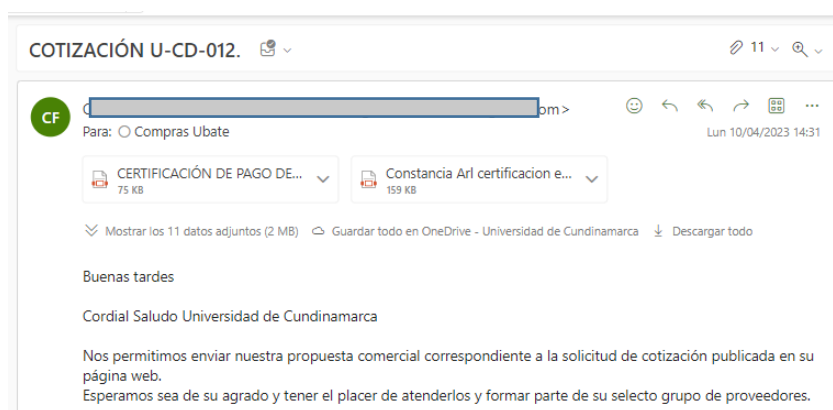 COTIZACIÓN U-CD-012.
11
CF
om>
Para: Compras Ubate
Lun 10/04/2023 14:31
CERTIFICACIÓN DE PAGO DE...
75 KB
Constancia Arl certificacion e...
159 KB
Mostrar los 11 datos adjuntos (2 MB) Guardar todo en OneDrive - Universidad de Cundinamarca Descargar todo
Buenas tardes
Cordial Saludo Universidad de Cundinamarca
Nos permitimos enviar nuestra propuesta comercial correspondiente a la solicitud de cotización publicada en su
página web.
Esperamos sea de su agrado y tener el placer de atenderlos y formar parte de su selecto grupo de proveedores.